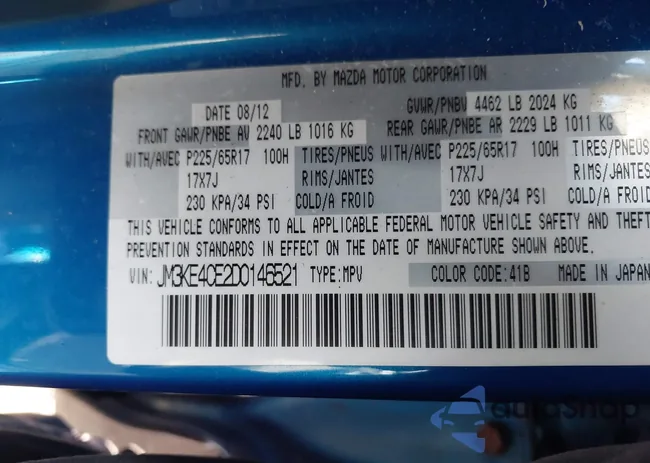 MFD. BY MAZDA MOTOR CORPORATION
DATE 08/12 GVWR/PNBV 4462 LB 2024 KG
FRONT GAWR/PNBE AV 2240 LB 1016 KG REAR GAWR/PNBE AR 2229 LB 1011 KG
WITH/AVEC P225/65R17 100H TIRES/PNEUS WITH/AVEC P225/65R17 100H TIRES/PNEUS
17X7J RIMS/JANTES 17X7J RIMS/JANTES
230 KPA/34 PSI COLD/A FROID 230 KPA/34 PSI COLD/A FROID
THIS VEHICLE CONFORMS TO ALL APPLICABLE FEDERAL MOTOR VEHICLE SAFETY AND THEFT
PREVENTION STANDARDS IN EFFECT ON THE DATE OF MANUFACTURE SHOWN ABOVE.
VIN: JM3KE4CE2D0146521 TYPE: MPV COLOR CODE: 41B MADE IN JAPAN
autoSnap